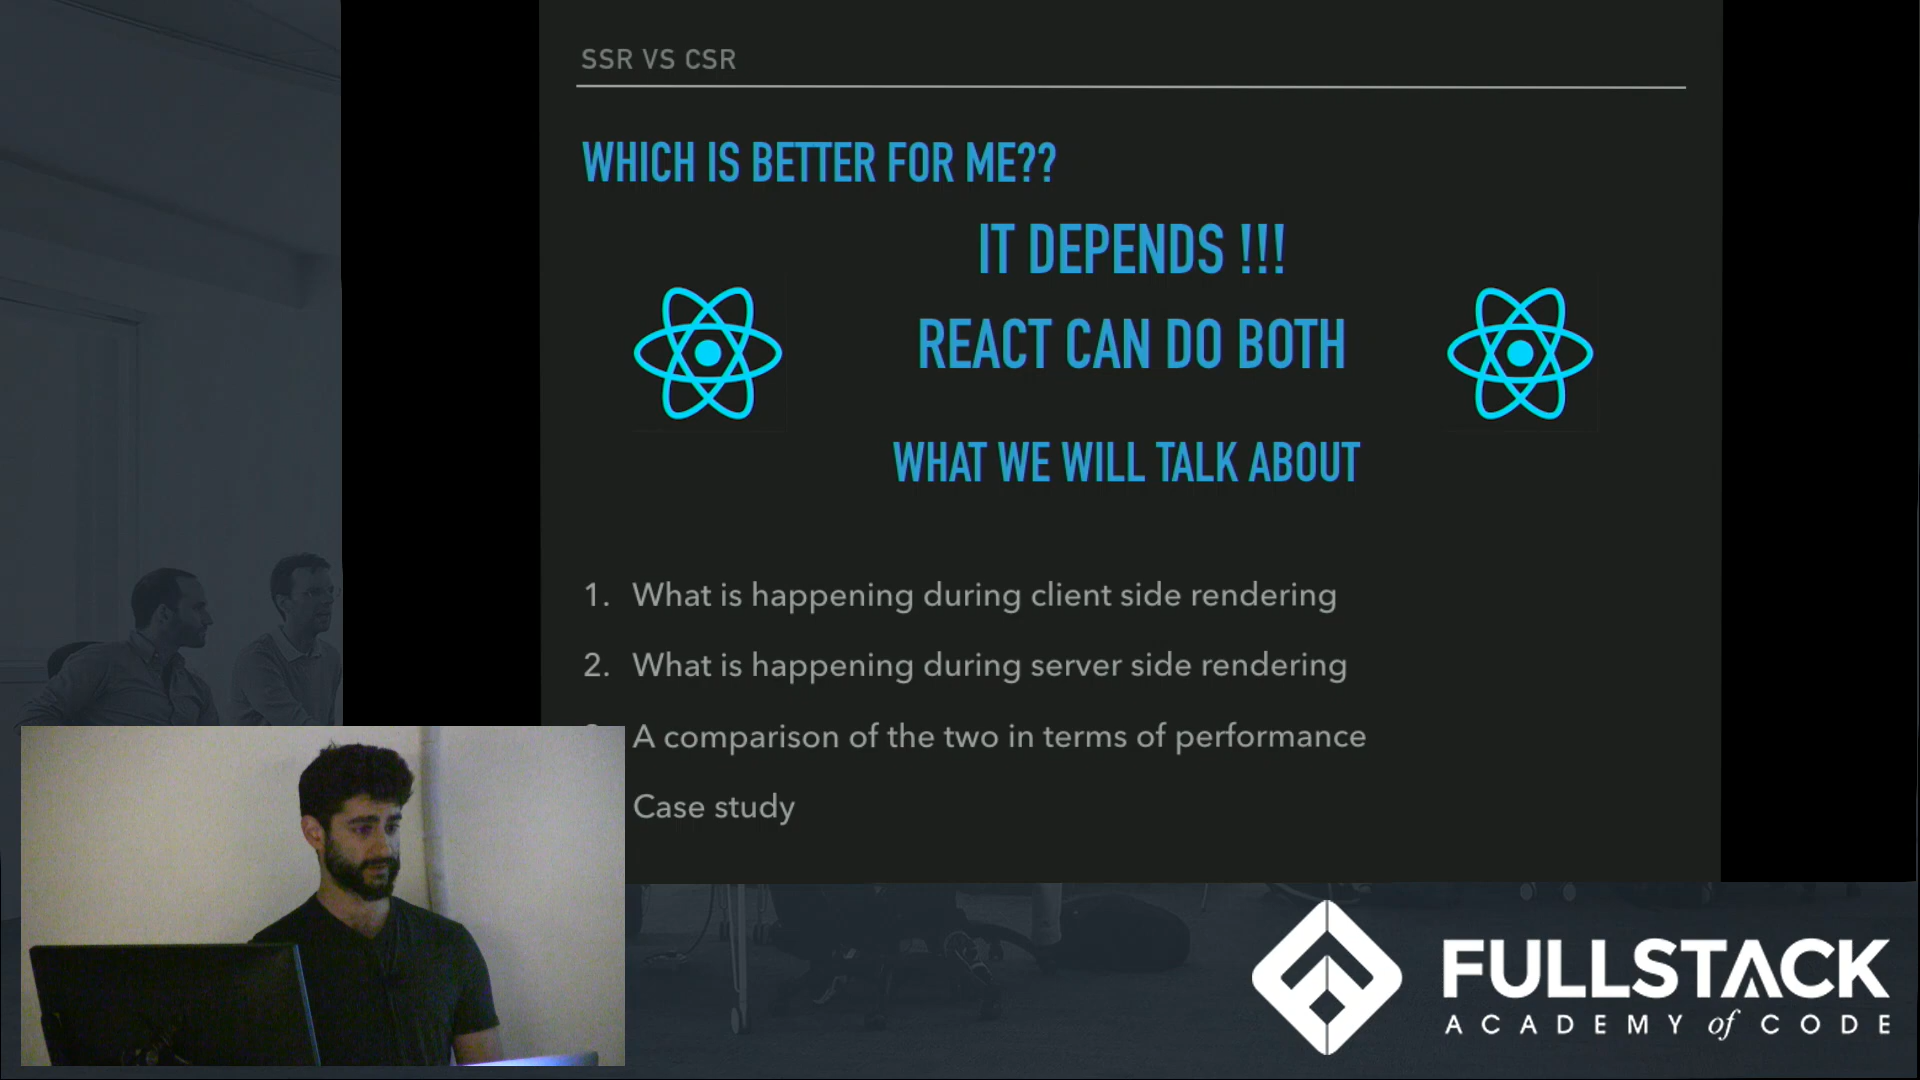 SSR VS CSR
WHICH IS BETTER FOR ME??
IT DEPENDS !!!
REACT CAN DO BOTH
WHAT WE WILL TALK ABOUT
1. What is happening during client side rendering
2. What is happening during server side rendering
A comparison of the two in terms of performance
Case study
FULLSTACK
ACADEMY of CODE